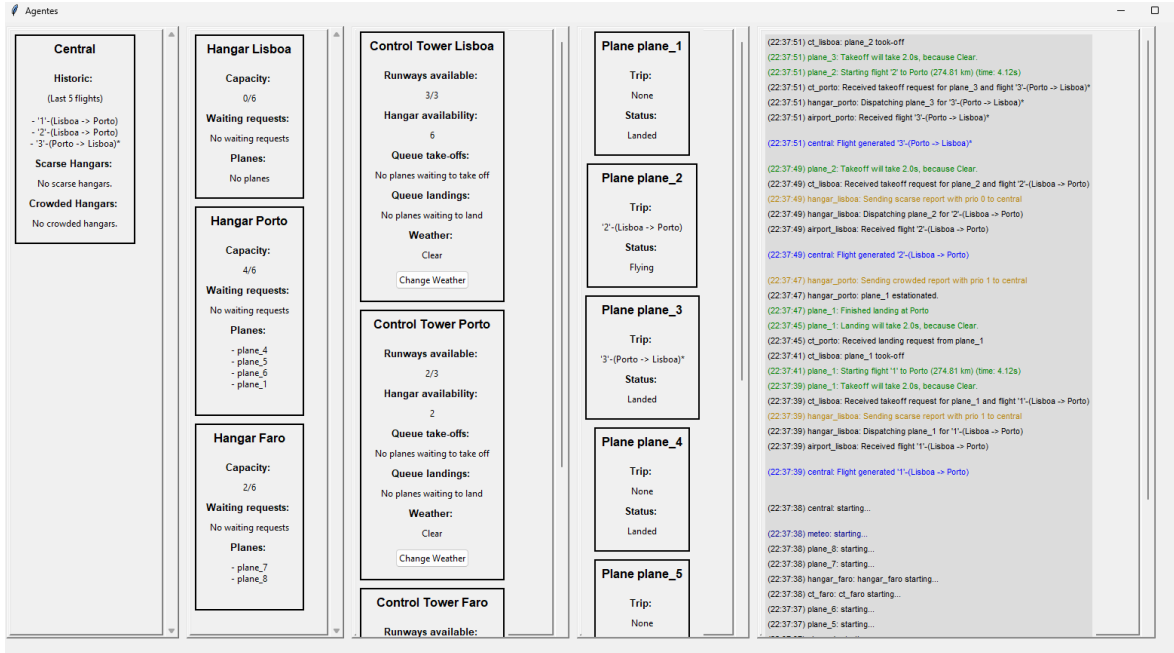 Agentes
Central
Historic:
(Last 5 flights)
- '1'-(Lisboa -> Porto)
- '2'-(Lisboa -> Porto)
- '3'-(Porto -> Lisboa)*
Scarse Hangars:
No scarse hangars.
Crowded Hangars:
No crowded hangars.
Hangar Lisboa
Capacity:
0/6
Waiting requests:
No waiting requests
Planes:
No planes
Hangar Porto
Capacity:
4/6
Waiting requests:
No waiting requests
Planes:
- plane_4
- plane_5
- plane_6
- plane_1
Hangar Faro
Capacity:
2/6
Waiting requests:
No waiting requests
Planes:
- plane_7
- plane_8
Control Tower Lisboa
Runways available:
3/3
Hangar availability:
6
Queue take-offs:
No planes waiting to take off
Queue landings:
No planes waiting to land
Weather:
Clear
Change Weather
Control Tower Porto
Runways available:
2/3
Hangar availability:
2
Queue take-offs:
No planes waiting to take off
Queue landings:
No planes waiting to land
Weather:
Clear
Change Weather
Control Tower Faro
Runways available:
Plane plane_1
Trip:
None
Status:
Landed
Plane plane_2
Trip:
'2'-(Lisboa -> Porto)
Status:
Flying
Plane plane_3
Trip:
'3'-(Porto -> Lisboa)*
Status:
Landed
Plane plane_4
Trip:
None
Status:
Landed
Plane plane_5
Trip:
None
(22:37:51) ct_lisboa: plane_2 took-off
(22:37:51) plane_3: Takeoff will take 2.0s, because Clear.
(22:37:51) plane_2: Starting flight '2' to Porto (274.81 km) (time: 4.12s)
(22:37:51) ct_porto: Received takeoff request for plane_3 and flight '3'-(Porto -> Lisboa)*
(22:37:51) hangar_porto: Dispatching plane_3 for '3'-(Porto -> Lisboa)*
(22:37:51) airport_porto: Received flight '3'-(Porto -> Lisboa)*
(22:37:51) central: Flight generated '3'-(Porto -> Lisboa)*
(22:37:49) plane_2: Takeoff will take 2.0s, because Clear.
(22:37:49) ct_lisboa: Received takeoff request for plane_2 and flight '2'-(Lisboa -> Porto)
(22:37:49) hangar_lisboa: Sending scarse report with prio 0 to central
(22:37:49) hangar_lisboa: Dispatching plane_2 for '2'-(Lisboa -> Porto)
(22:37:49) airport_lisboa: Received flight '2'-(Lisboa -> Porto)
(22:37:49) central: Flight generated '2'-(Lisboa -> Porto)
(22:37:47) hangar_porto: Sending crowded report with prio 1 to central
(22:37:47) hangar_porto: plane_1 estationated.
(22:37:47) plane_1: Finished landing at Porto
(22:37:45) plane_1: Landing will take 2.0s, because Clear.
(22:37:45) ct_porto: Received landing request from plane_1
(22:37:41) ct_lisboa: plane_1 took-off
(22:37:41) plane_1: Starting flight '1' to Porto (274.81 km) (time: 4.12s)
(22:37:39) plane_1: Takeoff will take 2.0s, because Clear.
(22:37:39) ct_lisboa: Received takeoff request for plane_1 and flight '1'-(Lisboa -> Porto)
(22:37:39) hangar_lisboa: Sending scarse report with prio 1 to central
(22:37:39) hangar_lisboa: Dispatching plane_1 for '1'-(Lisboa -> Porto)
(22:37:39) airport_lisboa: Received flight '1'-(Lisboa -> Porto)
(22:37:39) central: Flight generated '1'-(Lisboa -> Porto)
(22:37:38) central: starting...
(22:37:38) meteo: starting...
(22:37:38) plane_8: starting...
(22:37:38) plane_7: starting...
(22:37:38) hangar_faro: hangar_faro starting...
(22:37:38) ct_faro: ct_faro starting...
(22:37:37) plane_6: starting...
(22:37:37) plane_5: starting...